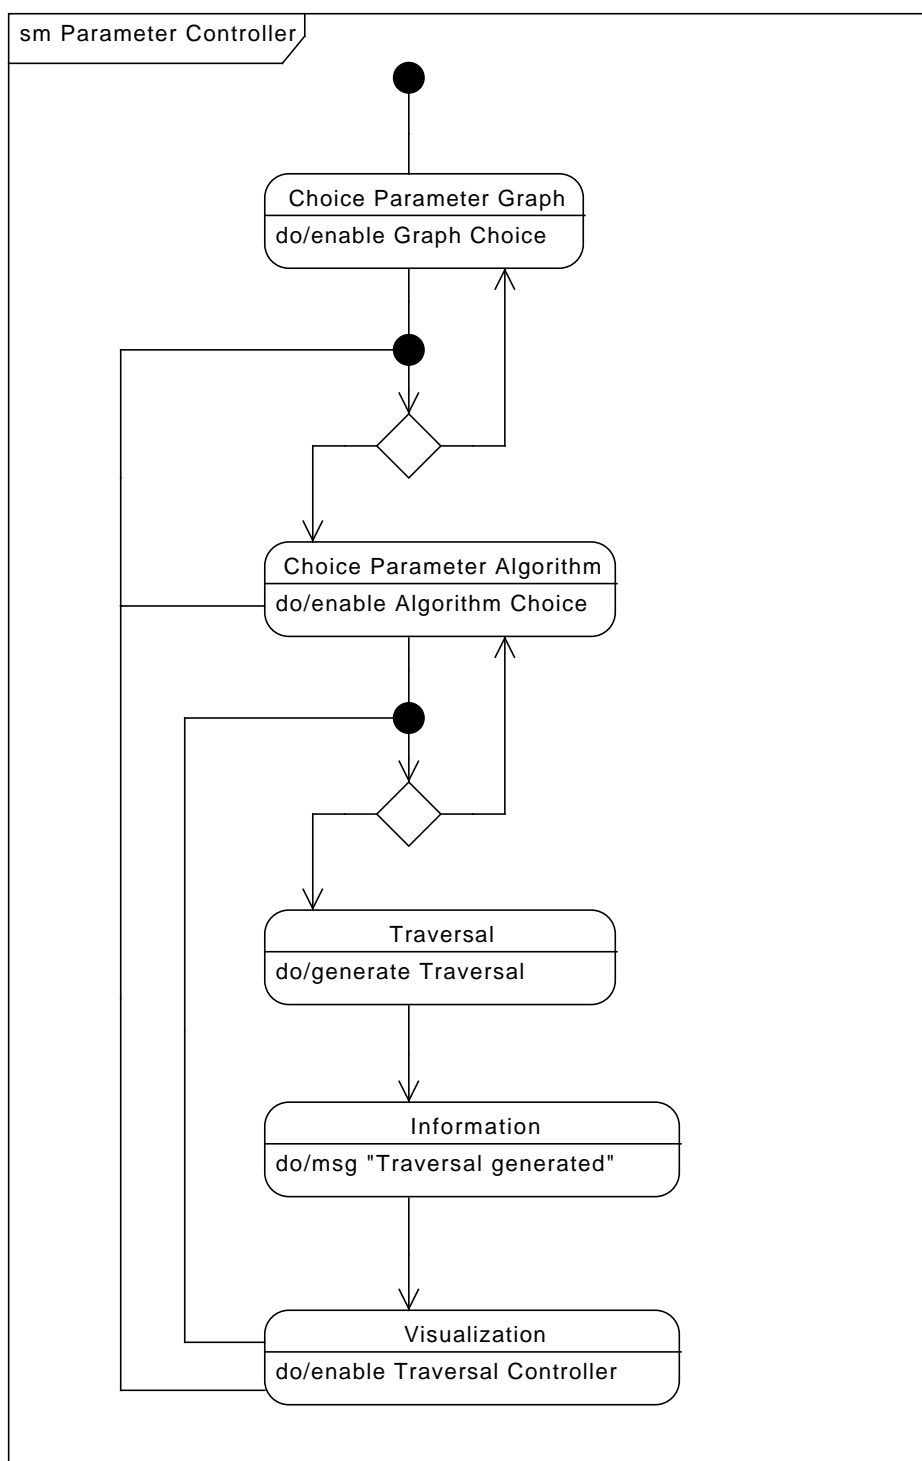 sm Parameter Controller
Choice Parameter Graph
do/enable Graph Choice
Choice Parameter Algorithm
do/enable Algorithm Choice
Traversal
do/generate Traversal
Information
do/msg "Traversal generated"
Visualization
do/enable Traversal Controller